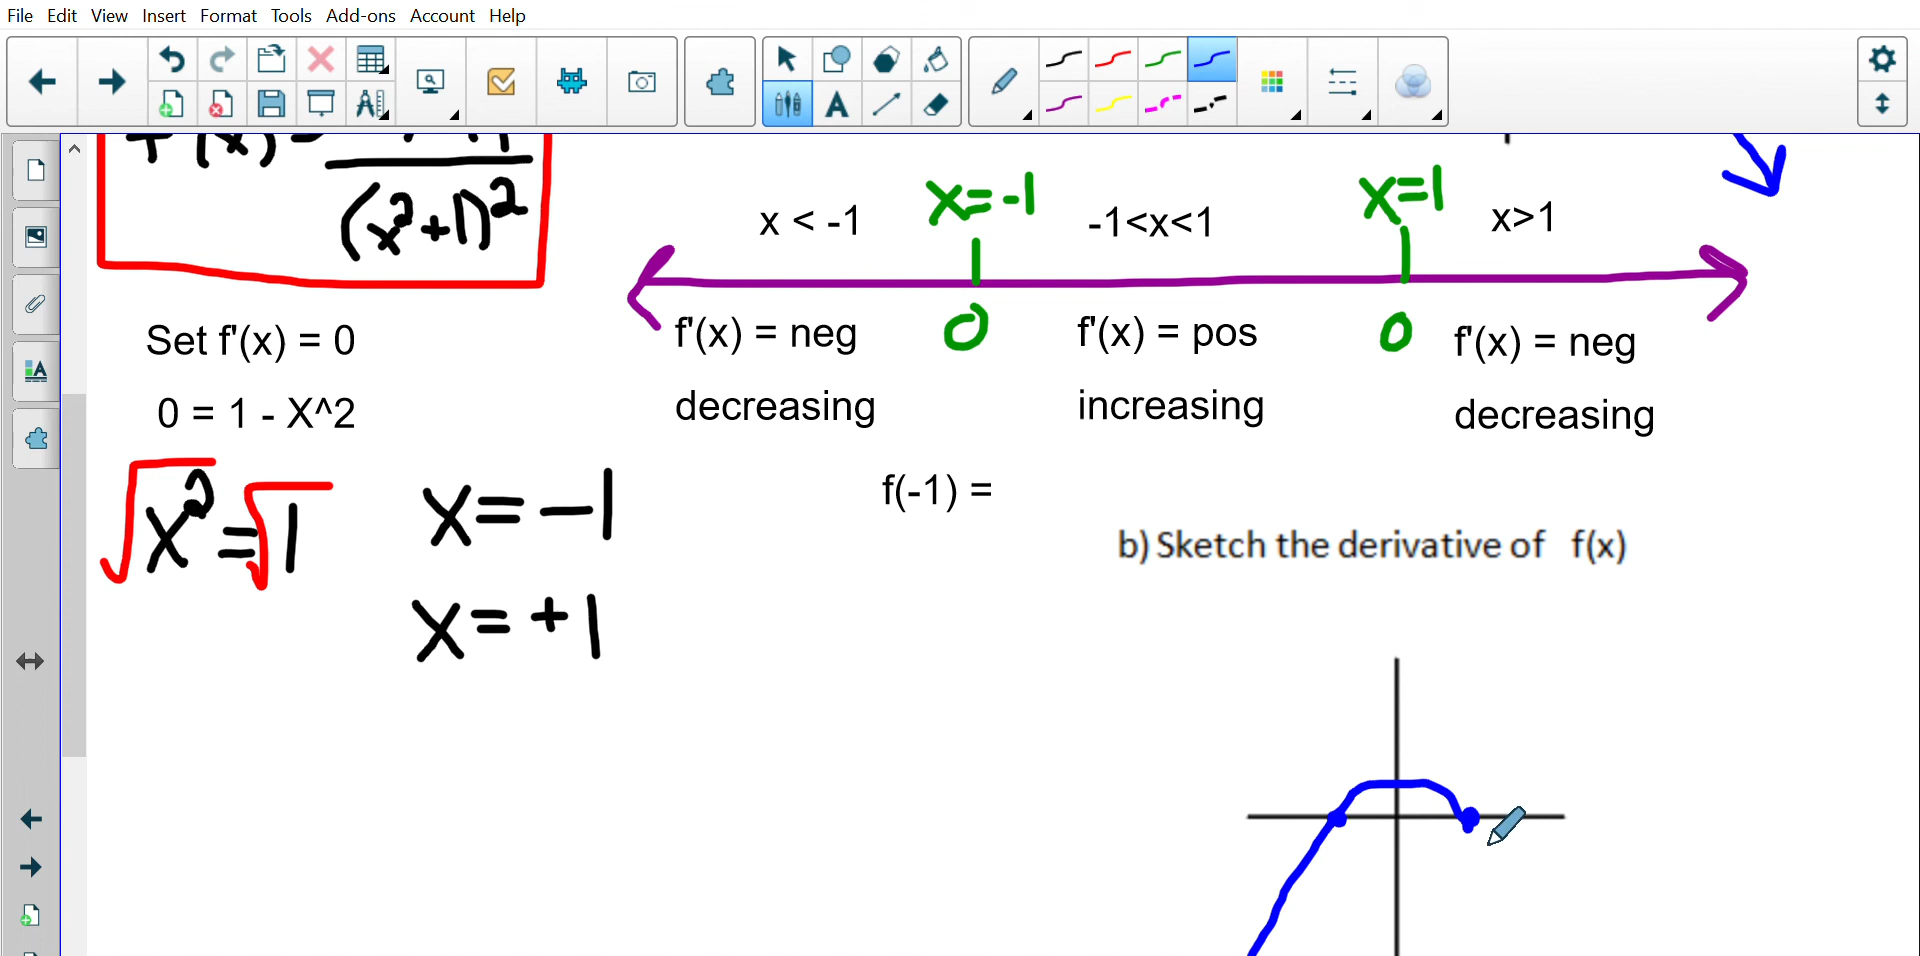 File Edit View Insert Format Tools Add-ons Account Help
(x²+1)²
Set f'(x) = 0
0 = 1 - X^2
√x² = √1
x = -1
x = +1
x < -1
x = -1
-1<x<1
x=1
x>1
f'(x) = neg
0
f'(x) = pos
0
f'(x) = neg
decreasing
increasing
decreasing
f(-1) =
b) Sketch the derivative of f(x)